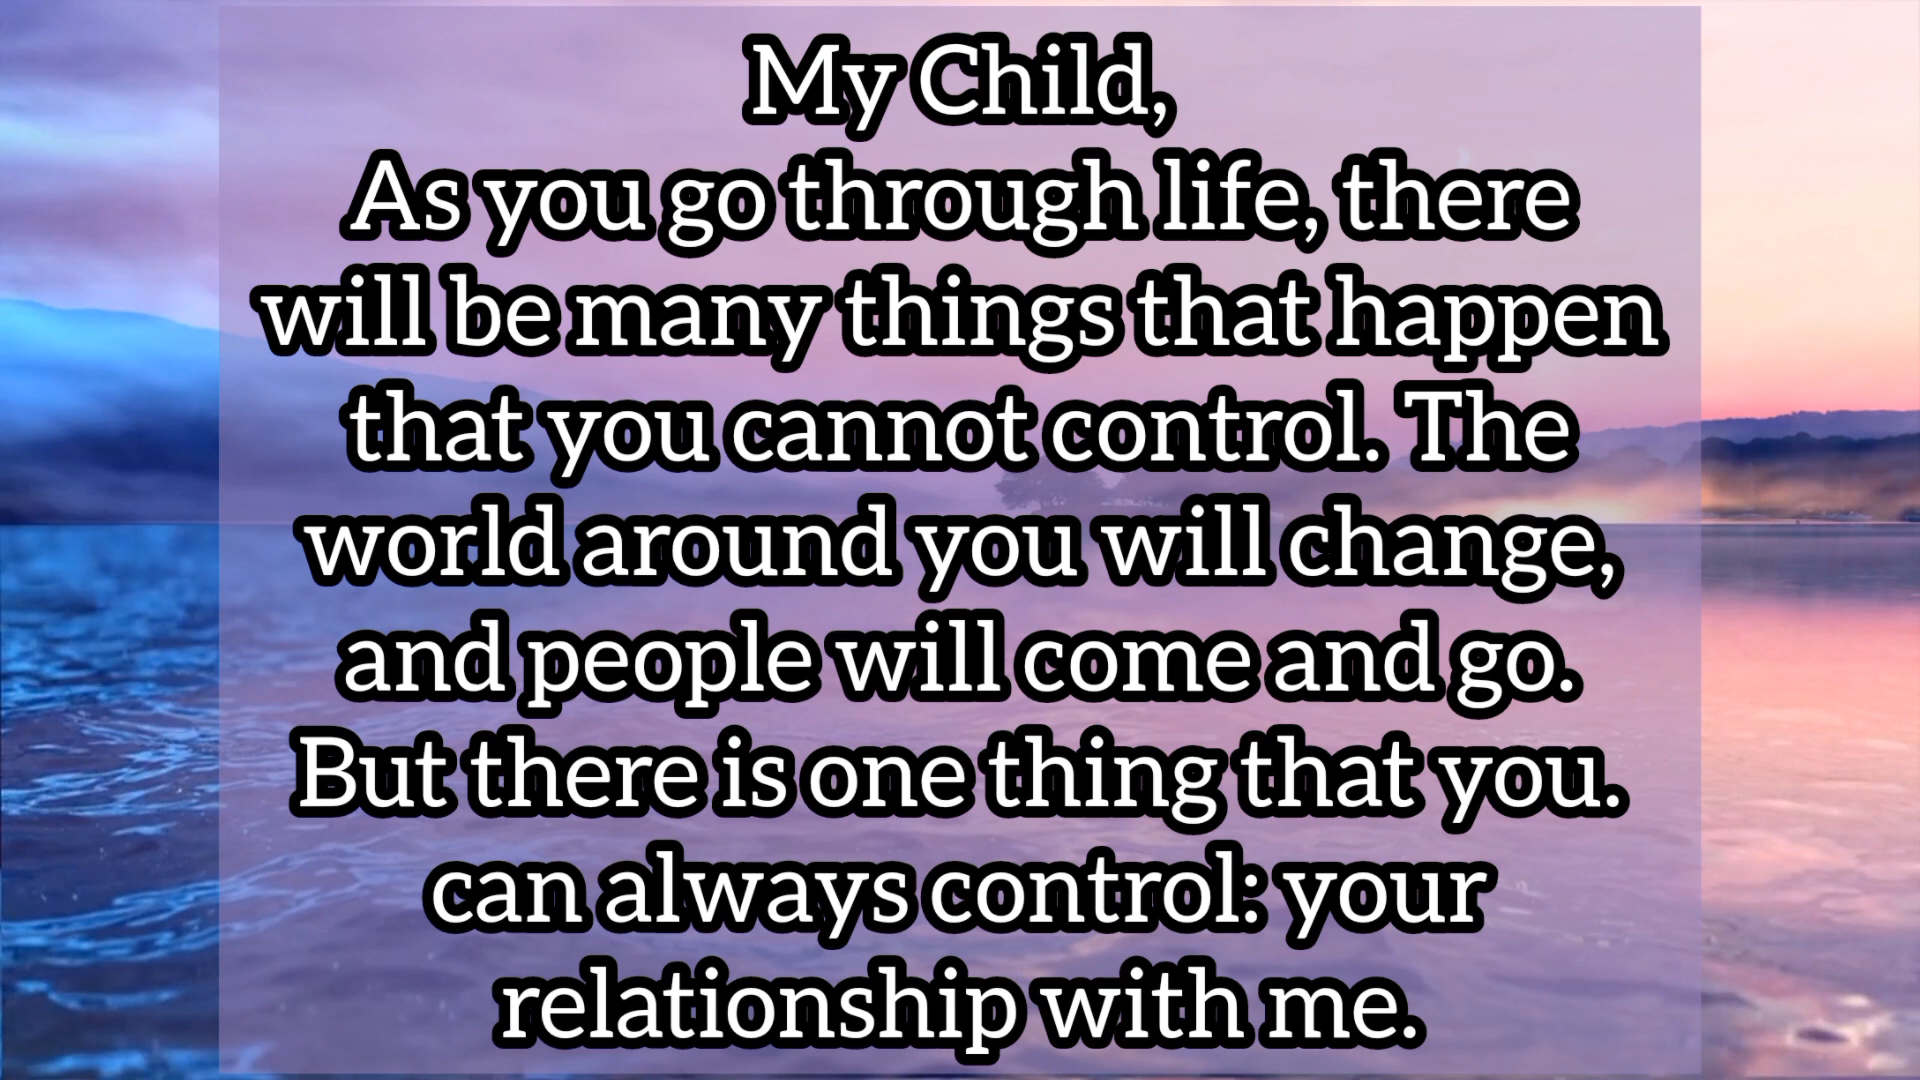 My Child,
As you go through life, there
will be many things that happen
that you cannot control. The
world around you will change,
and people will come and go.
But there is one thing that you.
can always control: your
relationship with me.